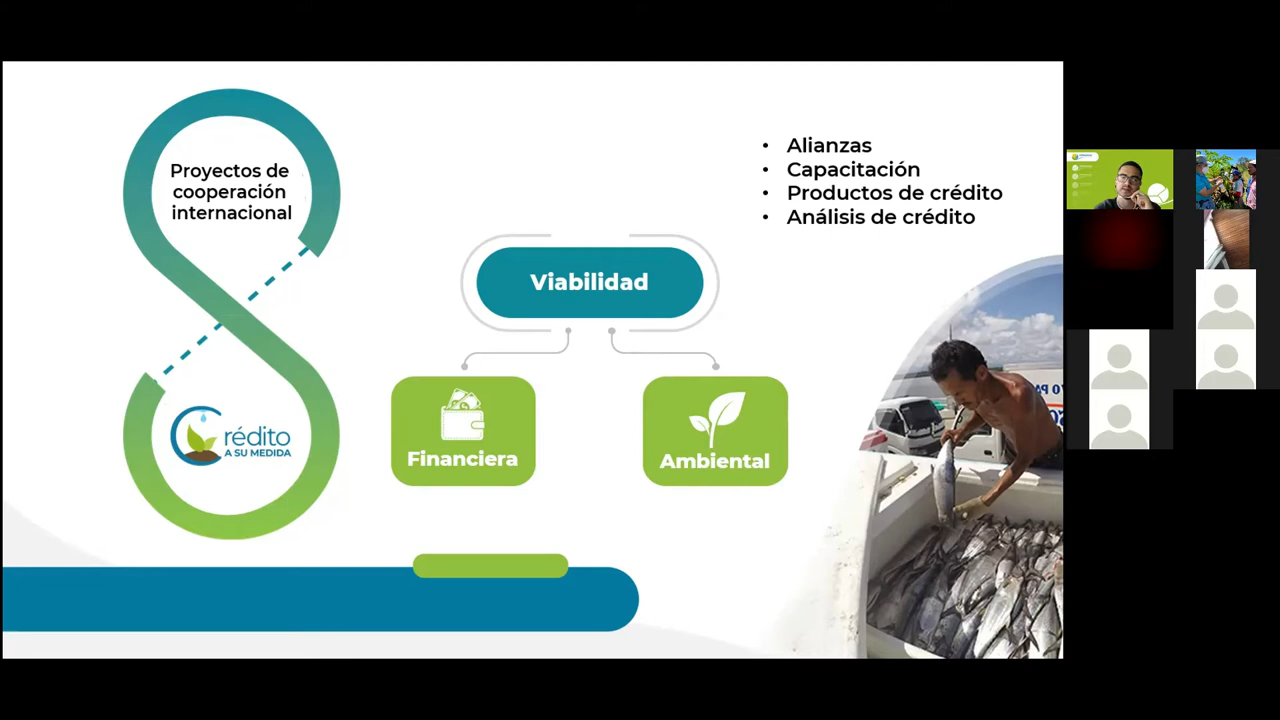 Proyectos de
cooperación
internacional
Crédito
A SU MEDIDA
Viabilidad
Financiera
Ambiental
• Alianzas
• Capacitación
• Productos de crédito
• Análisis de crédito